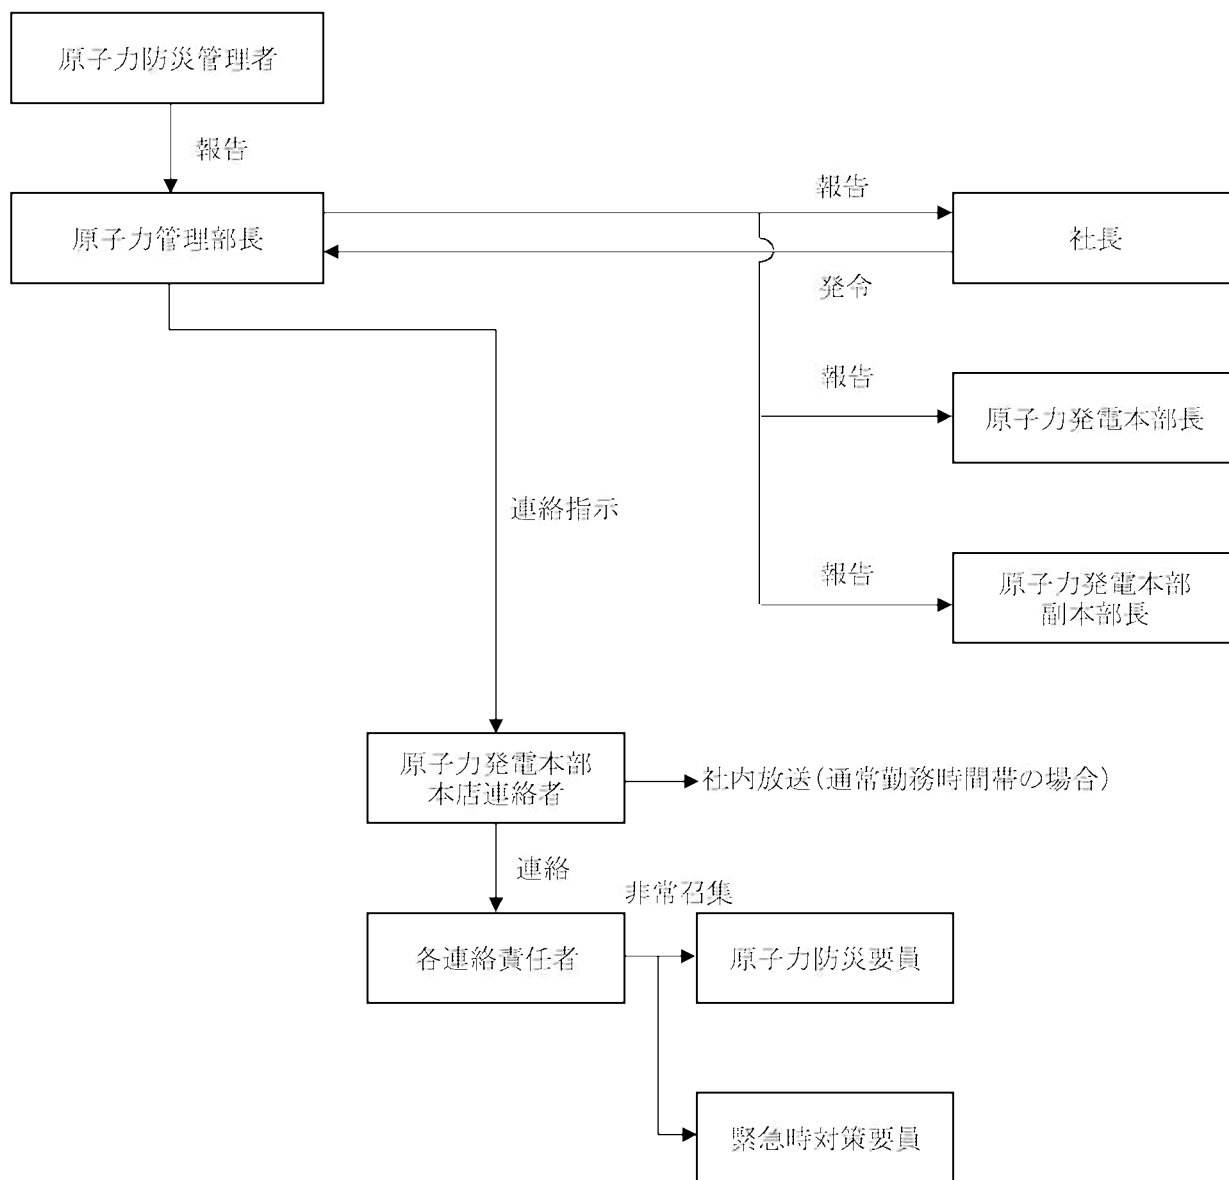 原子力防災管理者
報告
報告
原子力管理部長
社長
発令
報告
原子力発電本部長
連絡指示
報告
原子力発電本部
副本部長
原子力発電本部
本店連絡者
社内放送(通常勤務時間帯の場合)
連絡
非常召集
各連絡責任者
原子力防災要員
緊急時対策要員